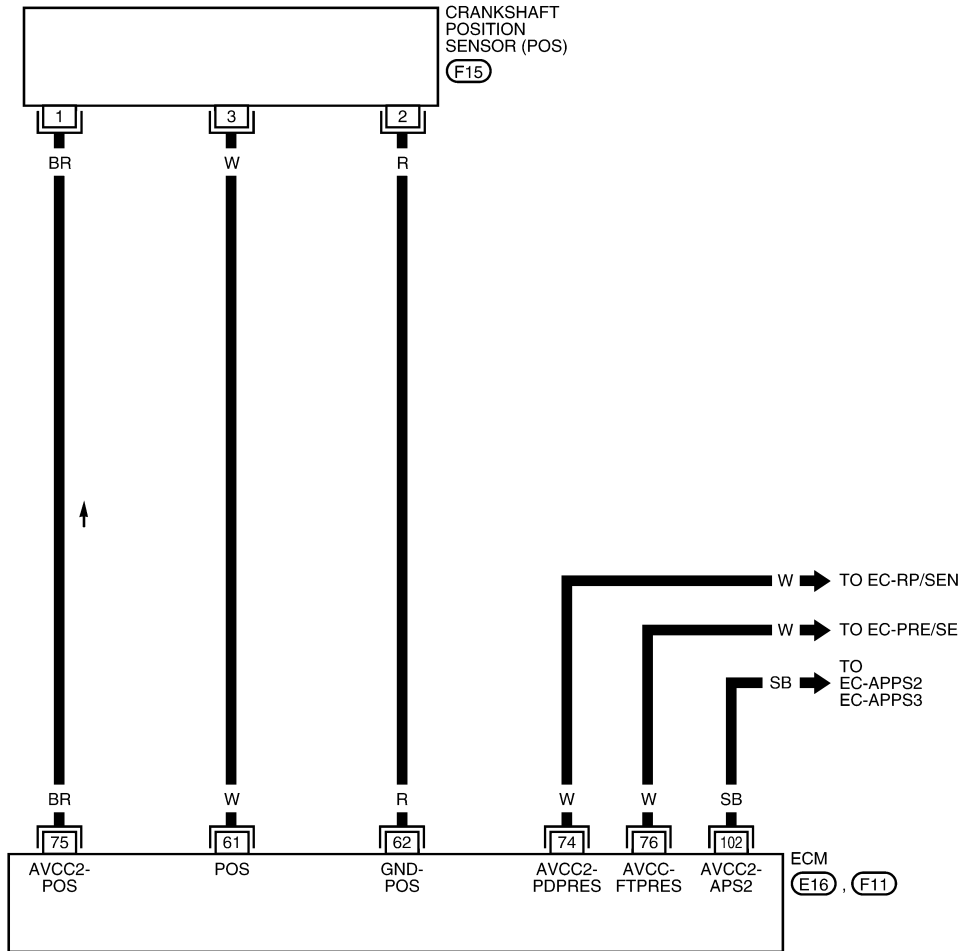 CRANKSHAFT
POSITION
SENSOR (POS)
F15
1 3 2
BR W R
W TO EC-RP/SEN
W TO EC-PRE/SE
TO
SB EC-APPS2
EC-APPS3
BR W R W W SB
75 61 62 74 76 102
ECM
AVCC2- POS GND- AVCC2- AVCC- AVCC2-
POS POS PDPRES FTPRES APS2
E16 , F11